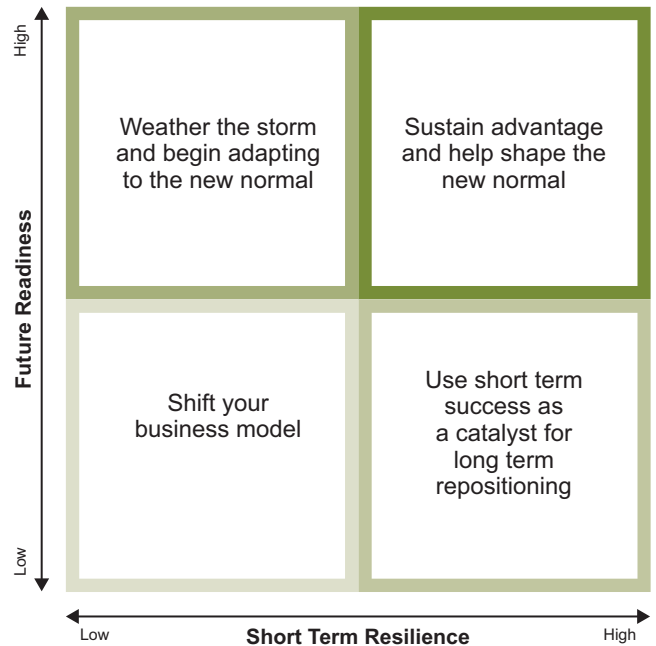 High
Weather the storm
and begin adapting
to the new normal
Sustain advantage
and help shape the
new normal
Future Readiness
Shift your
business model
Use short term
success as
a catalyst for
long term
repositioning
Low
Low
Short Term Resilience
High